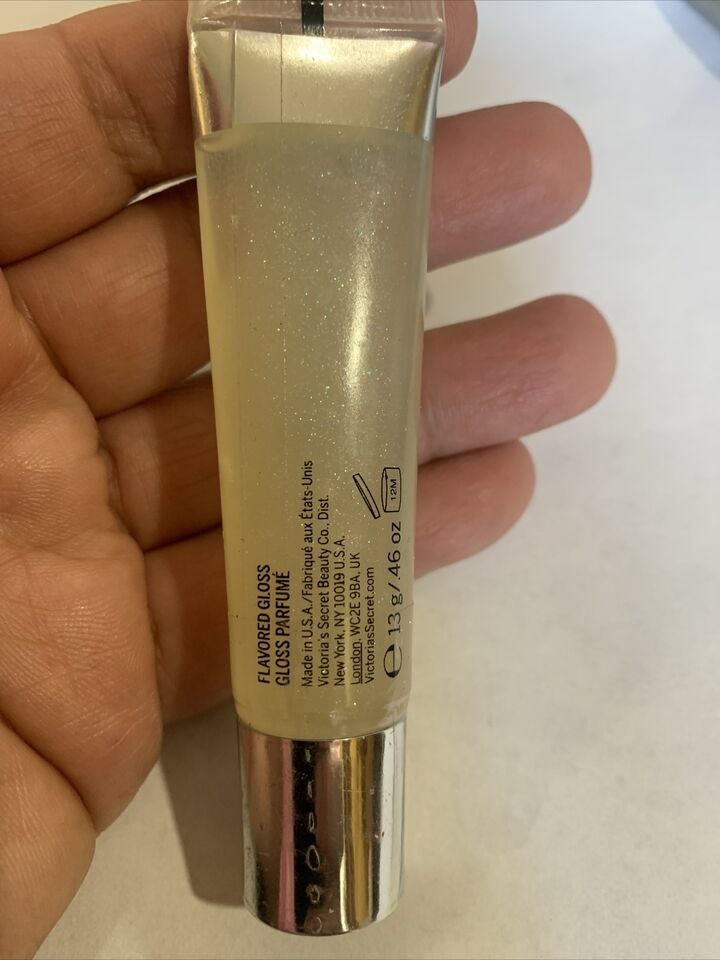 FLAVORED GLOSS
GLOSS PARFUMÉ
Made in U.S.A./Fabriqué aux États-Unis
Victoria's Secret Beauty Co., Dist.
New York, NY 10019 U.S.A.
London, WC2E 9BA, UK
VictoriasSecret.com
℮ 13 g/.46 oz
12M